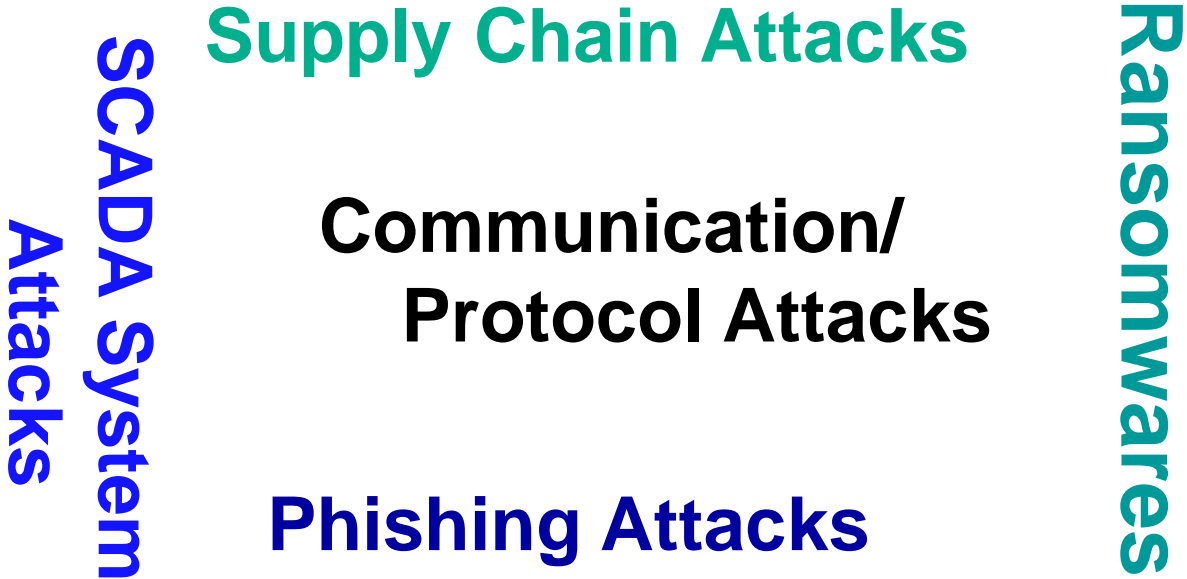 Supply Chain Attacks
SCADA System
Attacks
Communication/
Protocol Attacks
Phishing Attacks
Ransomwares